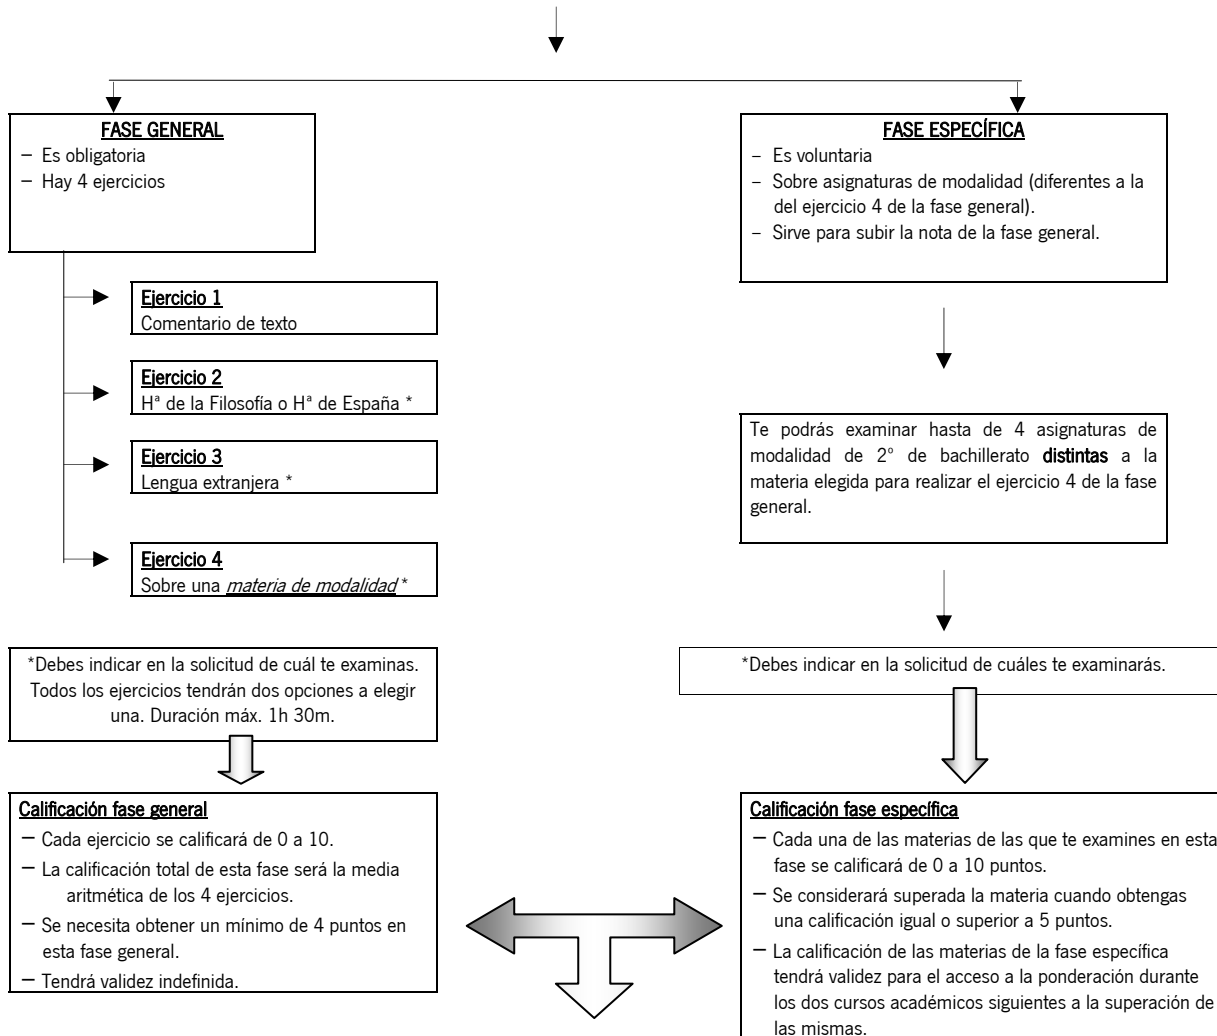 FASE GENERAL
– Es obligatoria
– Hay 4 ejercicios
Ejercicio 1
Comentario de texto
Ejercicio 2
Hª de la Filosofía o Hª de España *
Ejercicio 3
Lengua extranjera *
Ejercicio 4
Sobre una materia de modalidad *
*Debes indicar en la solicitud de cuál te examinas.
Todos los ejercicios tendrán dos opciones a elegir
una. Duración máx. 1h 30m.
Calificación fase general
– Cada ejercicio se calificará de 0 a 10.
– La calificación total de esta fase será la media
aritmética de los 4 ejercicios.
– Se necesita obtener un mínimo de 4 puntos en
esta fase general.
– Tendrá validez indefinida.
FASE ESPECÍFICA
– Es voluntaria
– Sobre asignaturas de modalidad (diferentes a la
del ejercicio 4 de la fase general).
– Sirve para subir la nota de la fase general.
Te podrás examinar hasta de 4 asignaturas de
modalidad de 2º de bachillerato distintas a la
materia elegida para realizar el ejercicio 4 de la fase
general.
*Debes indicar en la solicitud de cuáles te examinarás.
Calificación fase específica
– Cada una de las materias de las que te examines en esta
fase se calificará de 0 a 10 puntos.
– Se considerará superada la materia cuando obtengas
una calificación igual o superior a 5 puntos.
– La calificación de las materias de la fase específica
tendrá validez para el acceso a la ponderación durante
los dos cursos académicos siguientes a la superación de
las mismas.